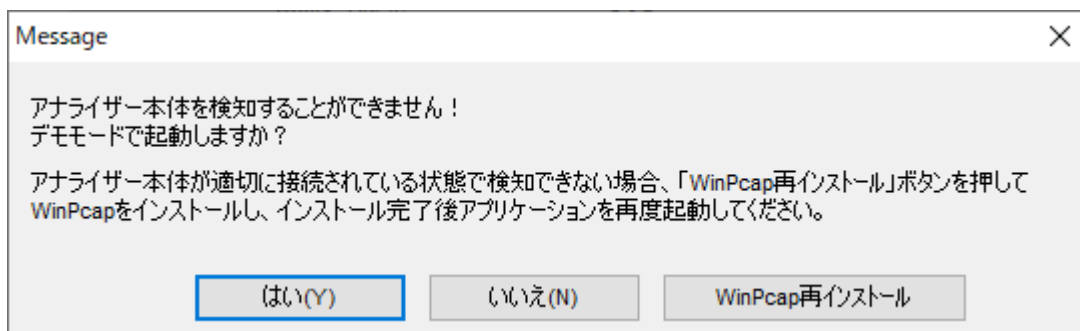 Message
アナライザー本体を検知することができません！
デモモードで起動しますか？
アナライザー本体が適切に接続されている状態で検知できない場合、「WinPcap再インストール」ボタンを押して
WinPcapをインストールし、インストール完了後アプリケーションを再度起動してください。
はい(Y)
いいえ(N)
WinPcap再インストール